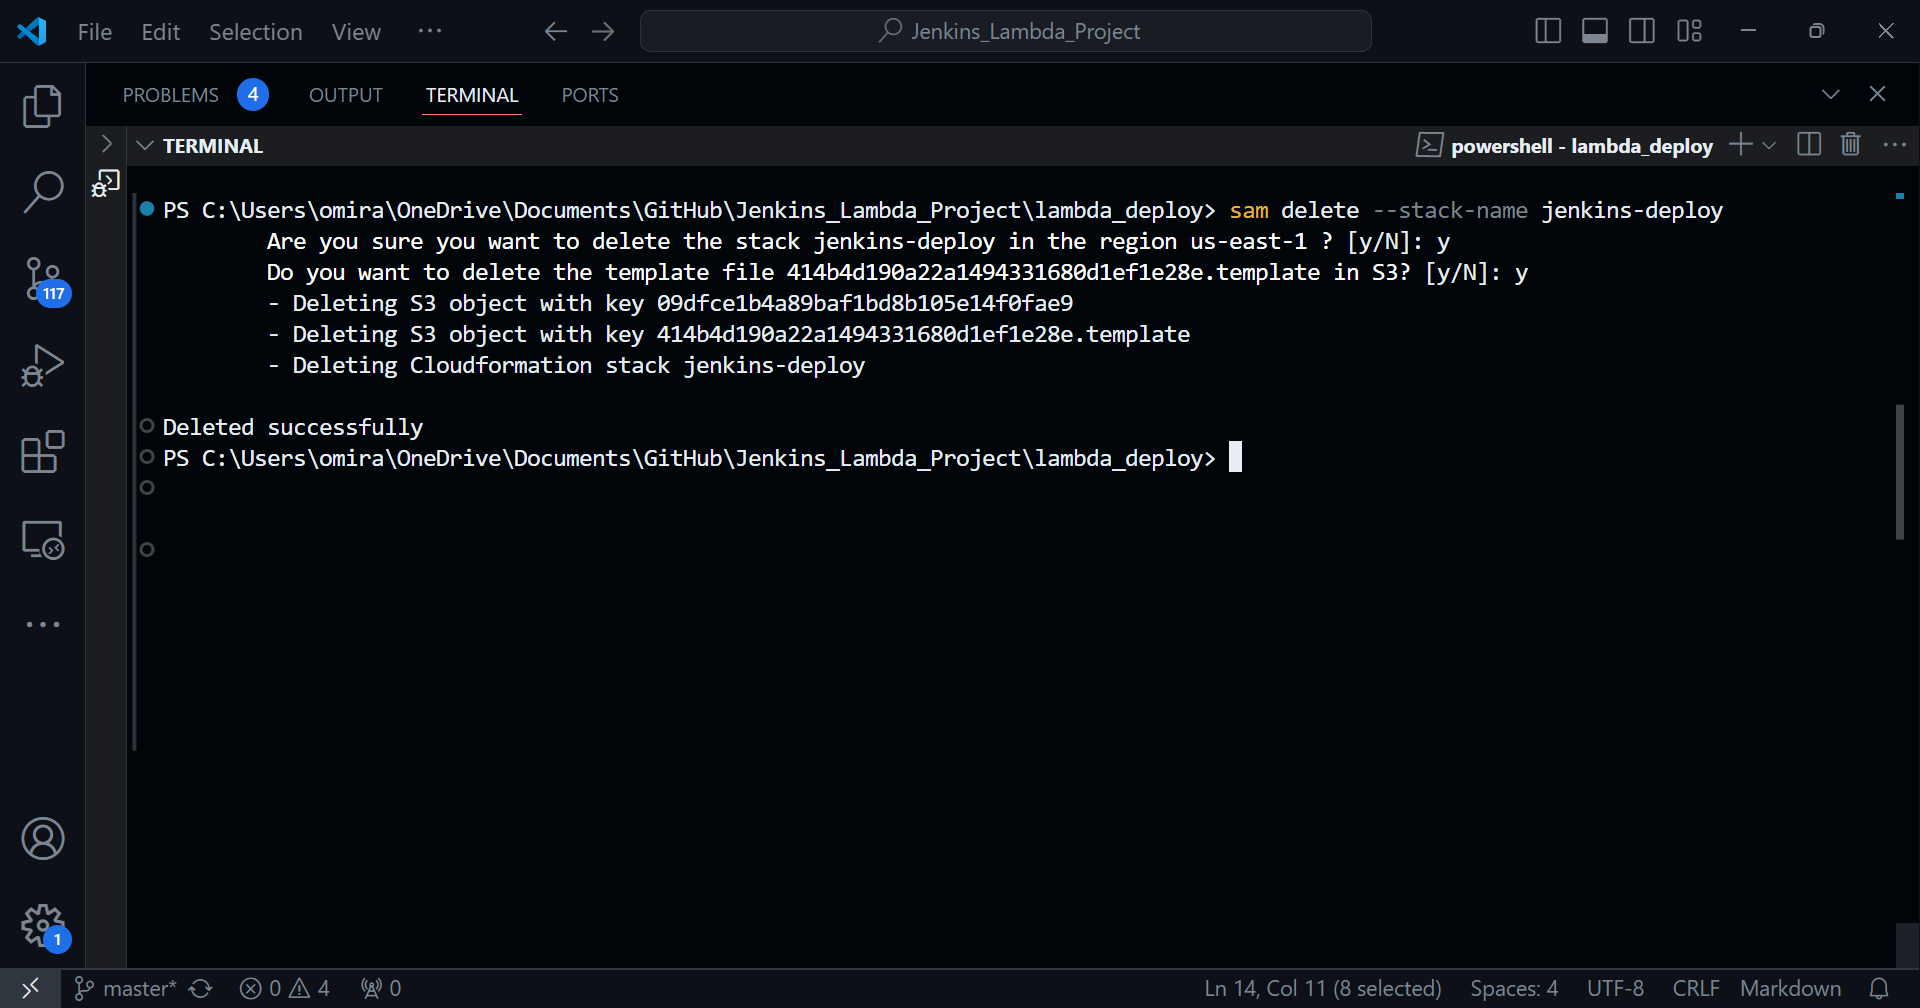 File Edit Selection View ··· Jenkins_Lambda_Project
PROBLEMS 4 OUTPUT TERMINAL PORTS
TERMINAL powershell - lambda_deploy
PS C:\Users\omira\OneDrive\Documents\GitHub\Jenkins_Lambda_Project\lambda_deploy> sam delete --stack-name jenkins-deploy
Are you sure you want to delete the stack jenkins-deploy in the region us-east-1 ? [y/N]: y
Do you want to delete the template file 414b4d190a22a1494331680d1ef1e28e.template in S3? [y/N]: y
- Deleting S3 object with key 09dfce1b4a89baf1bd8b105e14f0fae9
- Deleting S3 object with key 414b4d190a22a1494331680d1ef1e28e.template
- Deleting Cloudformation stack jenkins-deploy
Deleted successfully
PS C:\Users\omira\OneDrive\Documents\GitHub\Jenkins_Lambda_Project\lambda_deploy>
117
1
master* 0 4 0 Ln 14, Col 11 (8 selected) Spaces: 4 UTF-8 CRLF Markdown